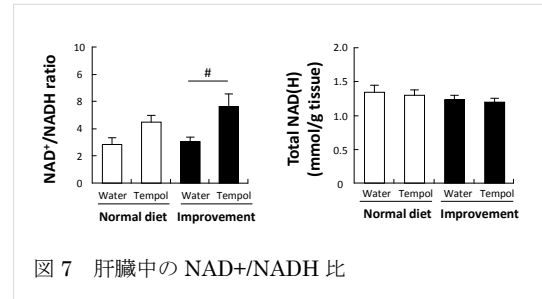 NAD⁺/NADH ratio
10
8
4
2
0
#
Water Tempol Water Tempol
Normal diet Improvement
Total NAD(H)
(mmol/g tissue)
2.0
1.5
1.0
0.5
0
Water Tempol Water Tempol
Normal diet Improvement
図 7 肝臓中の NAD+/NADH 比